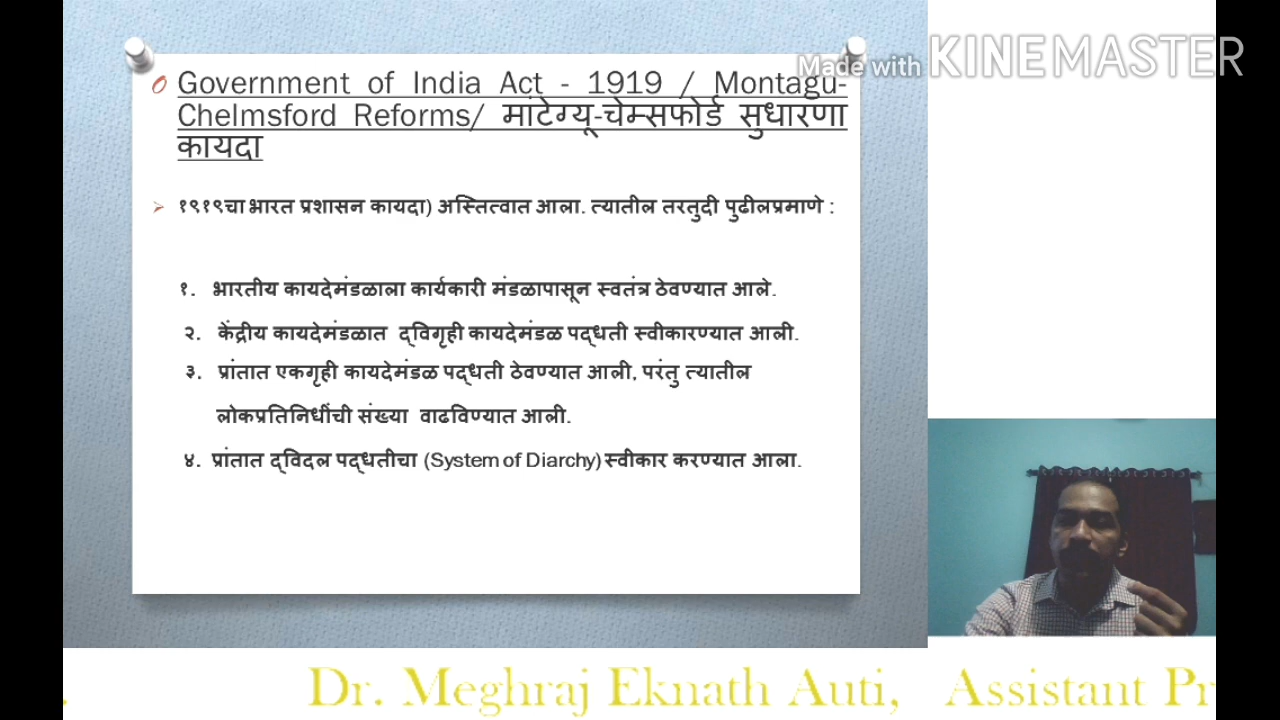 Made with KINEMASTER
Government of India Act - 1919 / Montagu-
Chelmsford Reforms/ मांटेग्यू-चेम्सफोर्ड सुधारणा
कायदा
१९१९चा भारत प्रशासन कायदा) अस्तित्वात आला. त्यातील तरतुदी पुढीलप्रमाणे :
१. भारतीय कायदेमंडळाला कार्यकारी मंडळापासून स्वतंत्र ठेवण्यात आले.
२. केंद्रीय कायदेमंडळात द्विगृही कायदेमंडळ पद्धती स्वीकारण्यात आली.
३. प्रांतात एकगृही कायदेमंडळ पद्धती ठेवण्यात आली, परंतु त्यातील
लोकप्रतिनिधींची संख्या वाढविण्यात आली.
४. प्रांतात द्विदल पद्धतीचा (System of Diarchy) स्वीकार करण्यात आला.
. Dr. Meghraj Eknath Auti, Assistant Pr